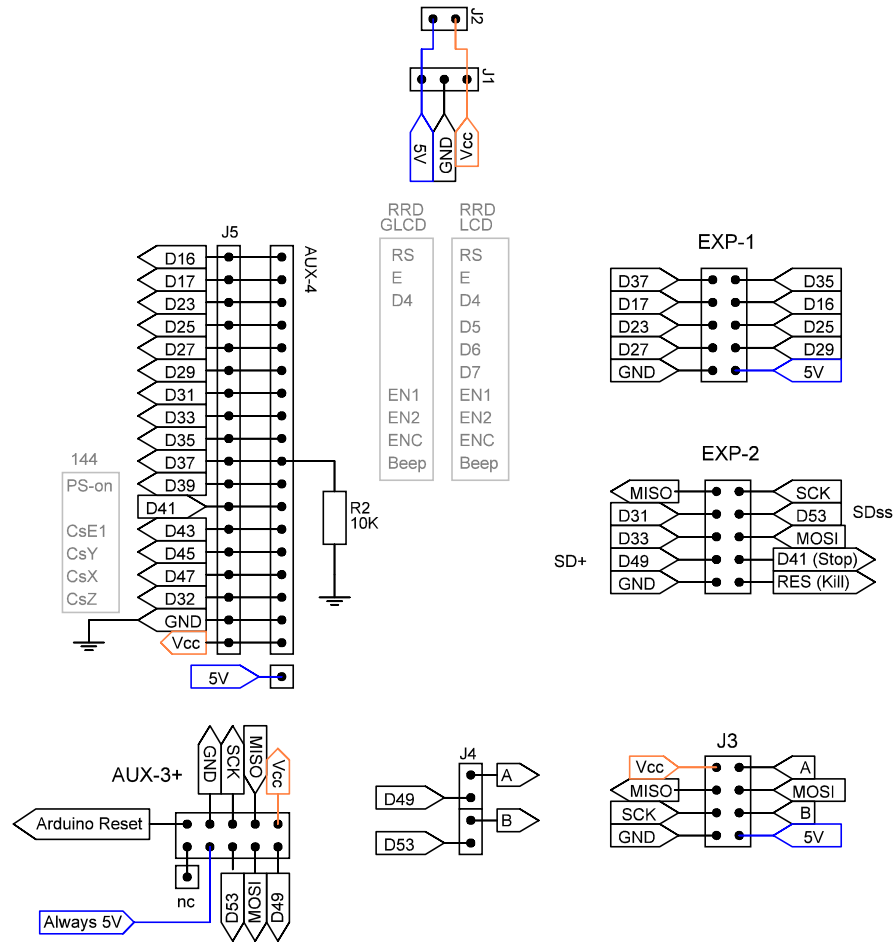 J2
J1
5V
GND
Vcc
RRD
GLCD
RS
E
D4
EN1
EN2
ENC
Beep
RRD
LCD
RS
E
D4
D5
D6
D7
EN1
EN2
ENC
Beep
J5
AUX-4
D16
D17
D23
D25
D27
D29
D31
D33
D35
D37
D39
D41
D43
D45
D47
D32
GND
Vcc
5V
144
PS-on
CsE1
CsY
CsX
CsZ
R2
10K
EXP-1
D37 D35
D17 D16
D23 D25
D27 D29
GND 5V
EXP-2
MISO SCK
D31 D53 SDss
D33 MOSI
SD+ D49 D41 (Stop)
GND RES (Kill)
AUX-3+
GND
SCK
MISO
Vcc
Arduino Reset
nc
D53
MOSI
D49
Always 5V
J4
A
D49
B
D53
J3
Vcc A
MISO MOSI
SCK B
GND 5V